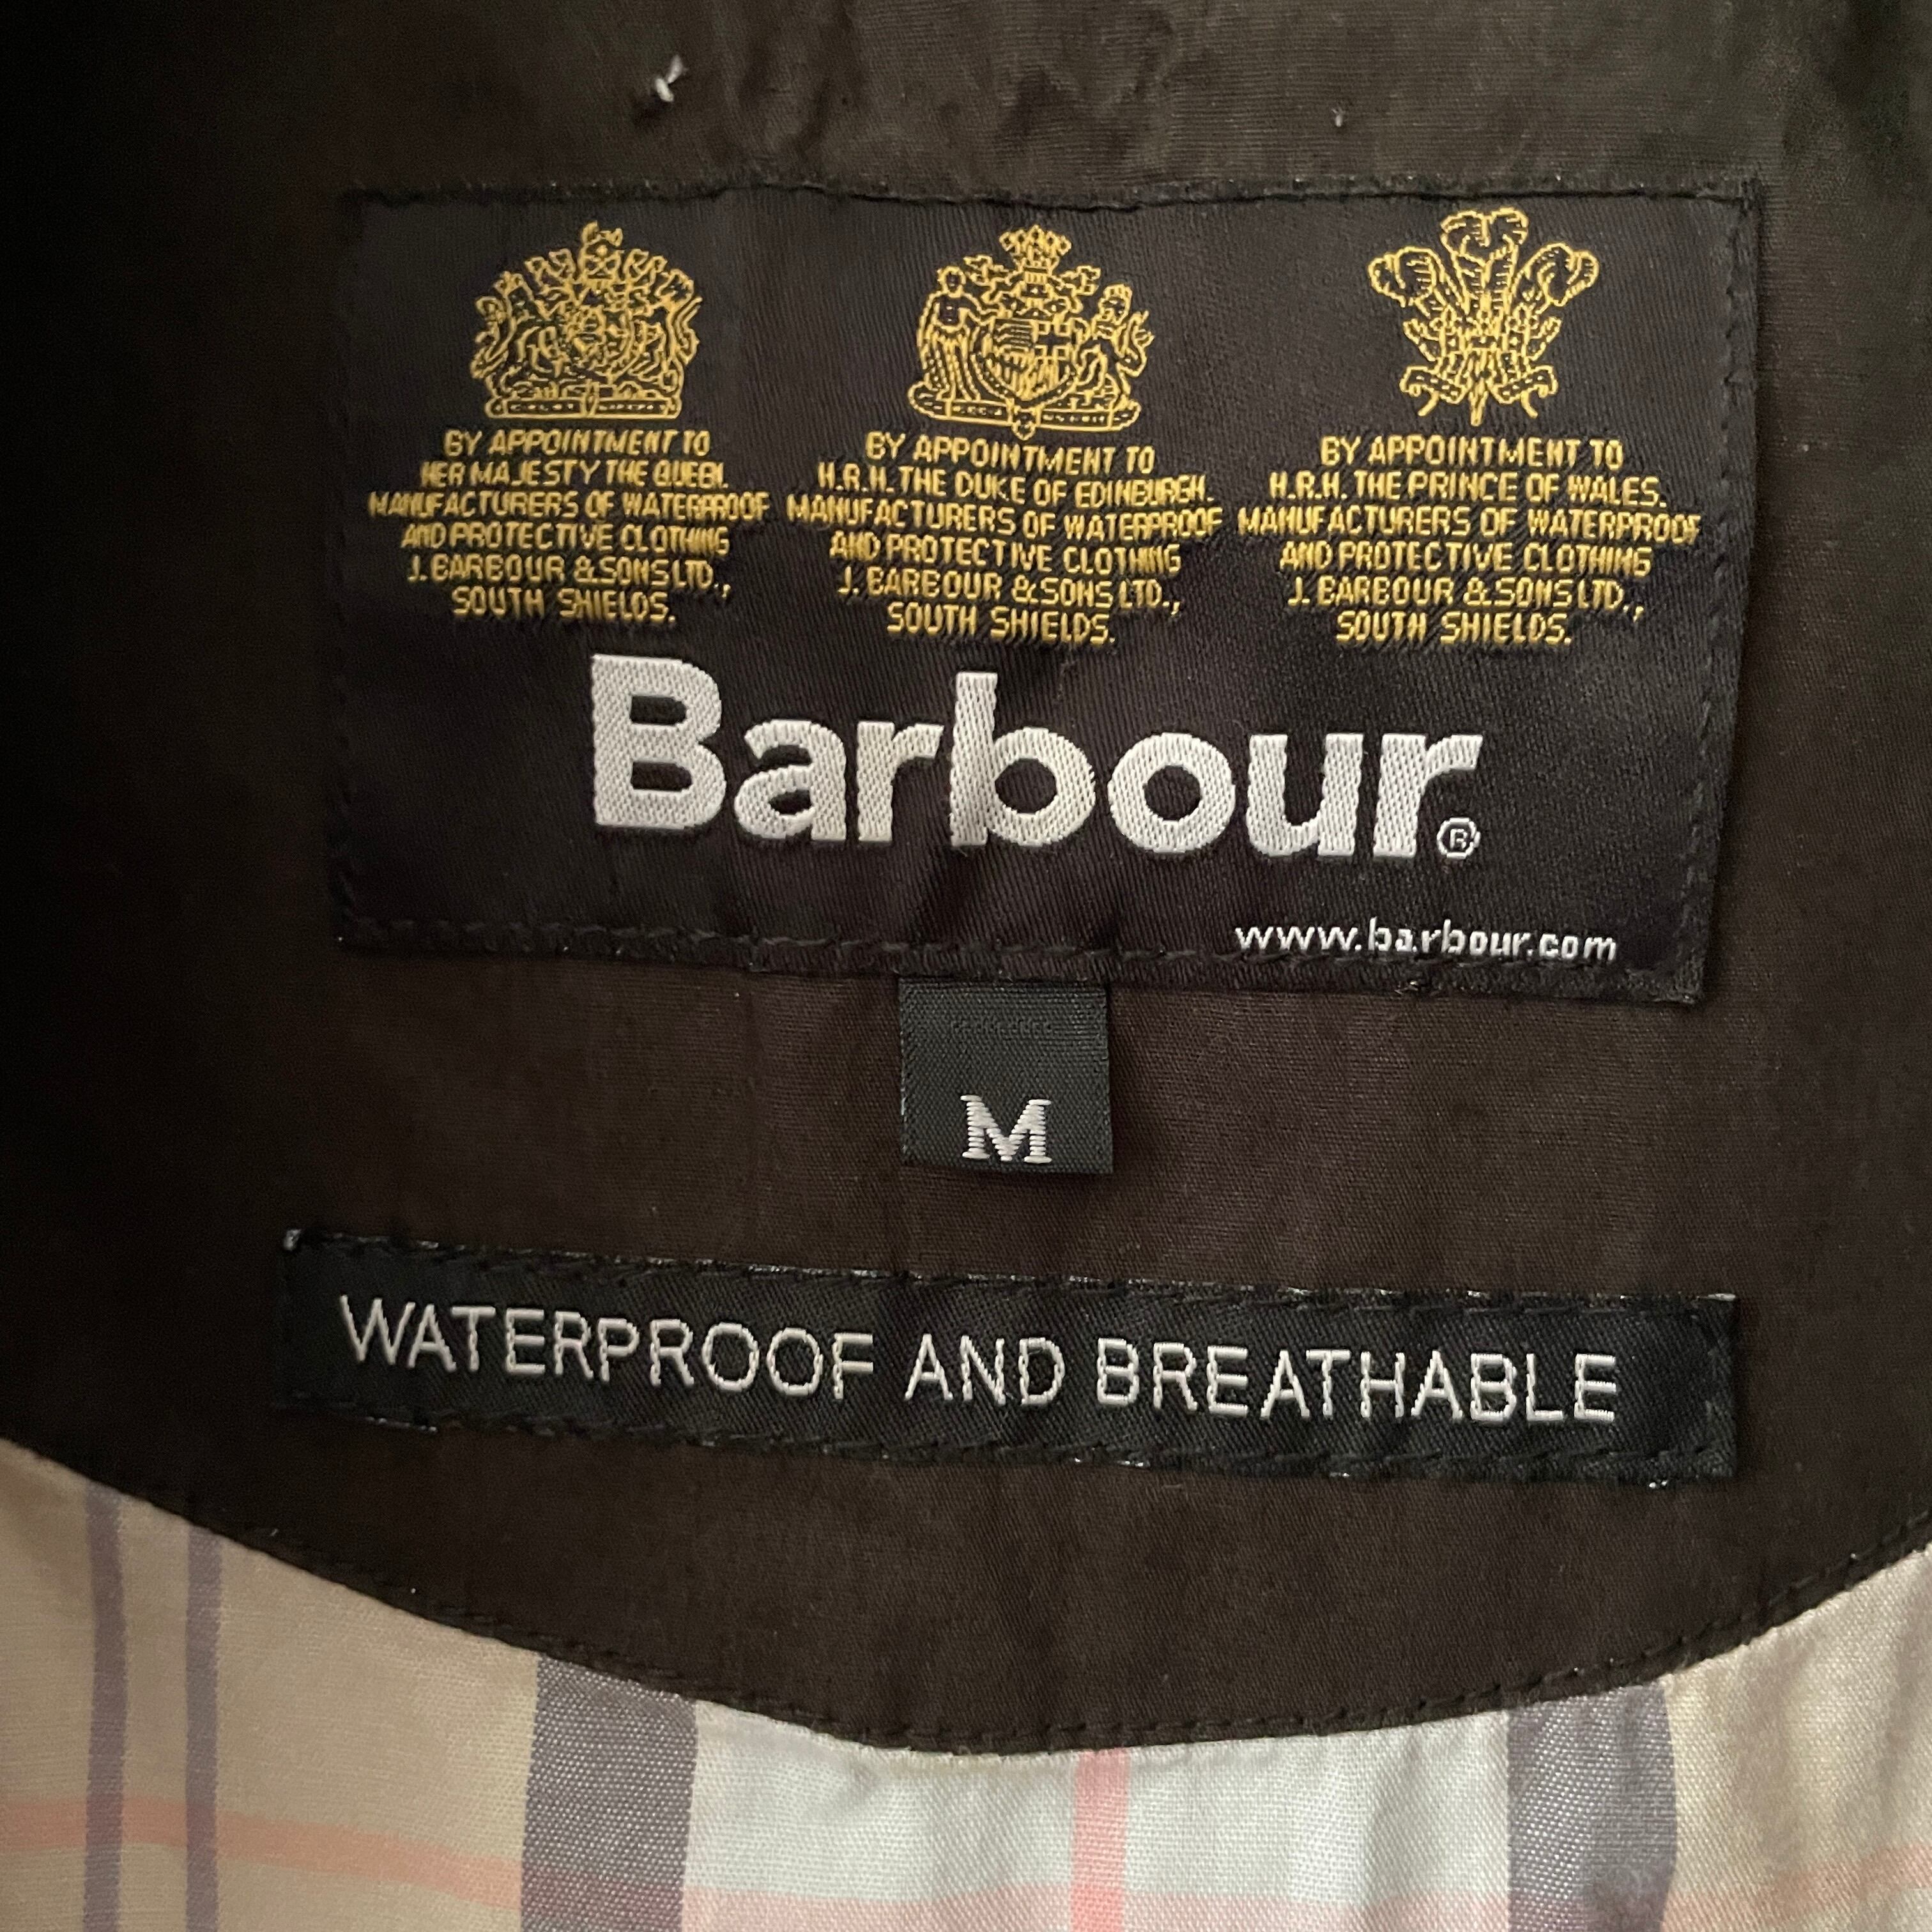 BY APPOINTMENT TO
HER MAJESTY THE QUEEN.
MANUFACTURERS OF WATERPROOF
AND PROTECTIVE CLOTHING
J. BARBOUR & SONS LTD.,
SOUTH SHIELDS.
BY APPOINTMENT TO
H.R.H. THE DUKE OF EDINBURGH.
MANUFACTURERS OF WATERPROOF
AND PROTECTIVE CLOTHING
J. BARBOUR & SONS LTD.,
SOUTH SHIELDS.
BY APPOINTMENT TO
H.R.H. THE PRINCE OF WALES.
MANUFACTURERS OF WATERPROOF
AND PROTECTIVE CLOTHING
J. BARBOUR & SONS LTD.,
SOUTH SHIELDS.
Barbour®
www.barbour.com
M
WATERPROOF AND BREATHABLE